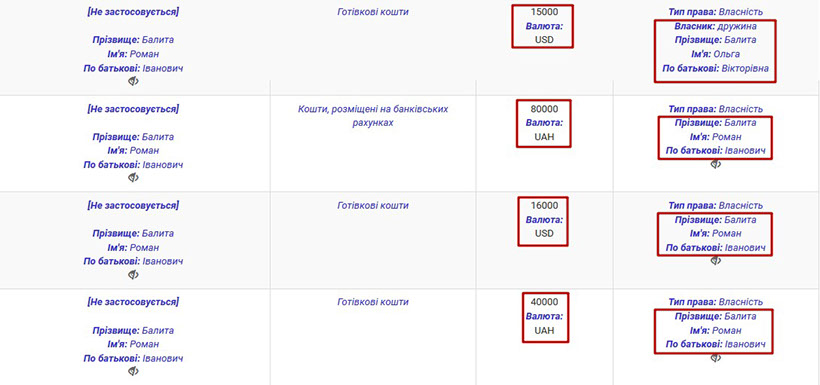 [Не застосовується]
Прізвище: Балита
Ім'я: Роман
По батькові: Іванович
Готівкові кошти
15000
Валюта:
USD
Тип права: Власність
Власник: дружина
Прізвище: Балита
Ім'я: Ольга
По батькові: Вікторівна
[Не застосовується]
Прізвище: Балита
Ім'я: Роман
По батькові: Іванович
Кошти, розміщені на банківських
рахунках
80000
Валюта:
UAH
Тип права: Власність
Прізвище: Балита
Ім'я: Роман
По батькові: Іванович
[Не застосовується]
Прізвище: Балита
Ім'я: Роман
По батькові: Іванович
Готівкові кошти
16000
Валюта:
USD
Тип права: Власність
Прізвище: Балита
Ім'я: Роман
По батькові: Іванович
[Не застосовується]
Прізвище: Балита
Ім'я: Роман
По батькові: Іванович
Готівкові кошти
40000
Валюта:
UAH
Тип права: Власність
Прізвище: Балита
Ім'я: Роман
По батькові: Іванович